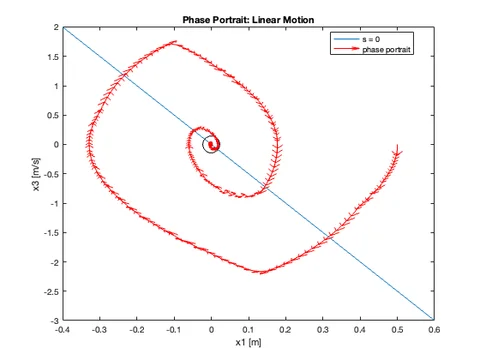 Phase Portrait: Linear Motion
s = 0
phase portrait
x3 [m/s]
2
1.5
1
0.5
0
-0.5
-1
-1.5
-2
-2.5
-3
-0.4 -0.3 -0.2 -0.1 0 0.1 0.2 0.3 0.4 0.5 0.6
x1 [m]